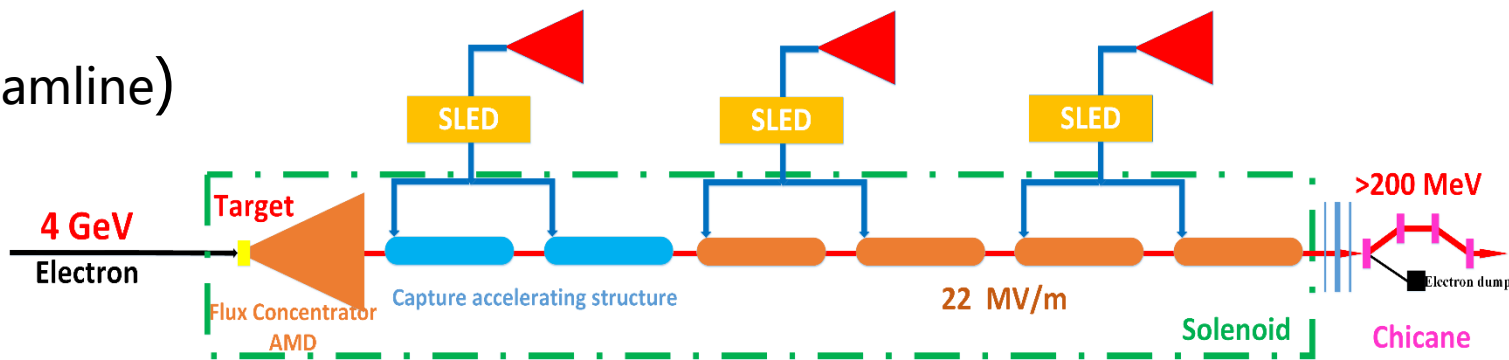 amline)
SLED
SLED
SLED
>200 MeV
Target
4 GeV
Electron
Electron dump
Capture accelerating structure
22 MV/m
Flux Concentrator
AMD
Solenoid
Chicane